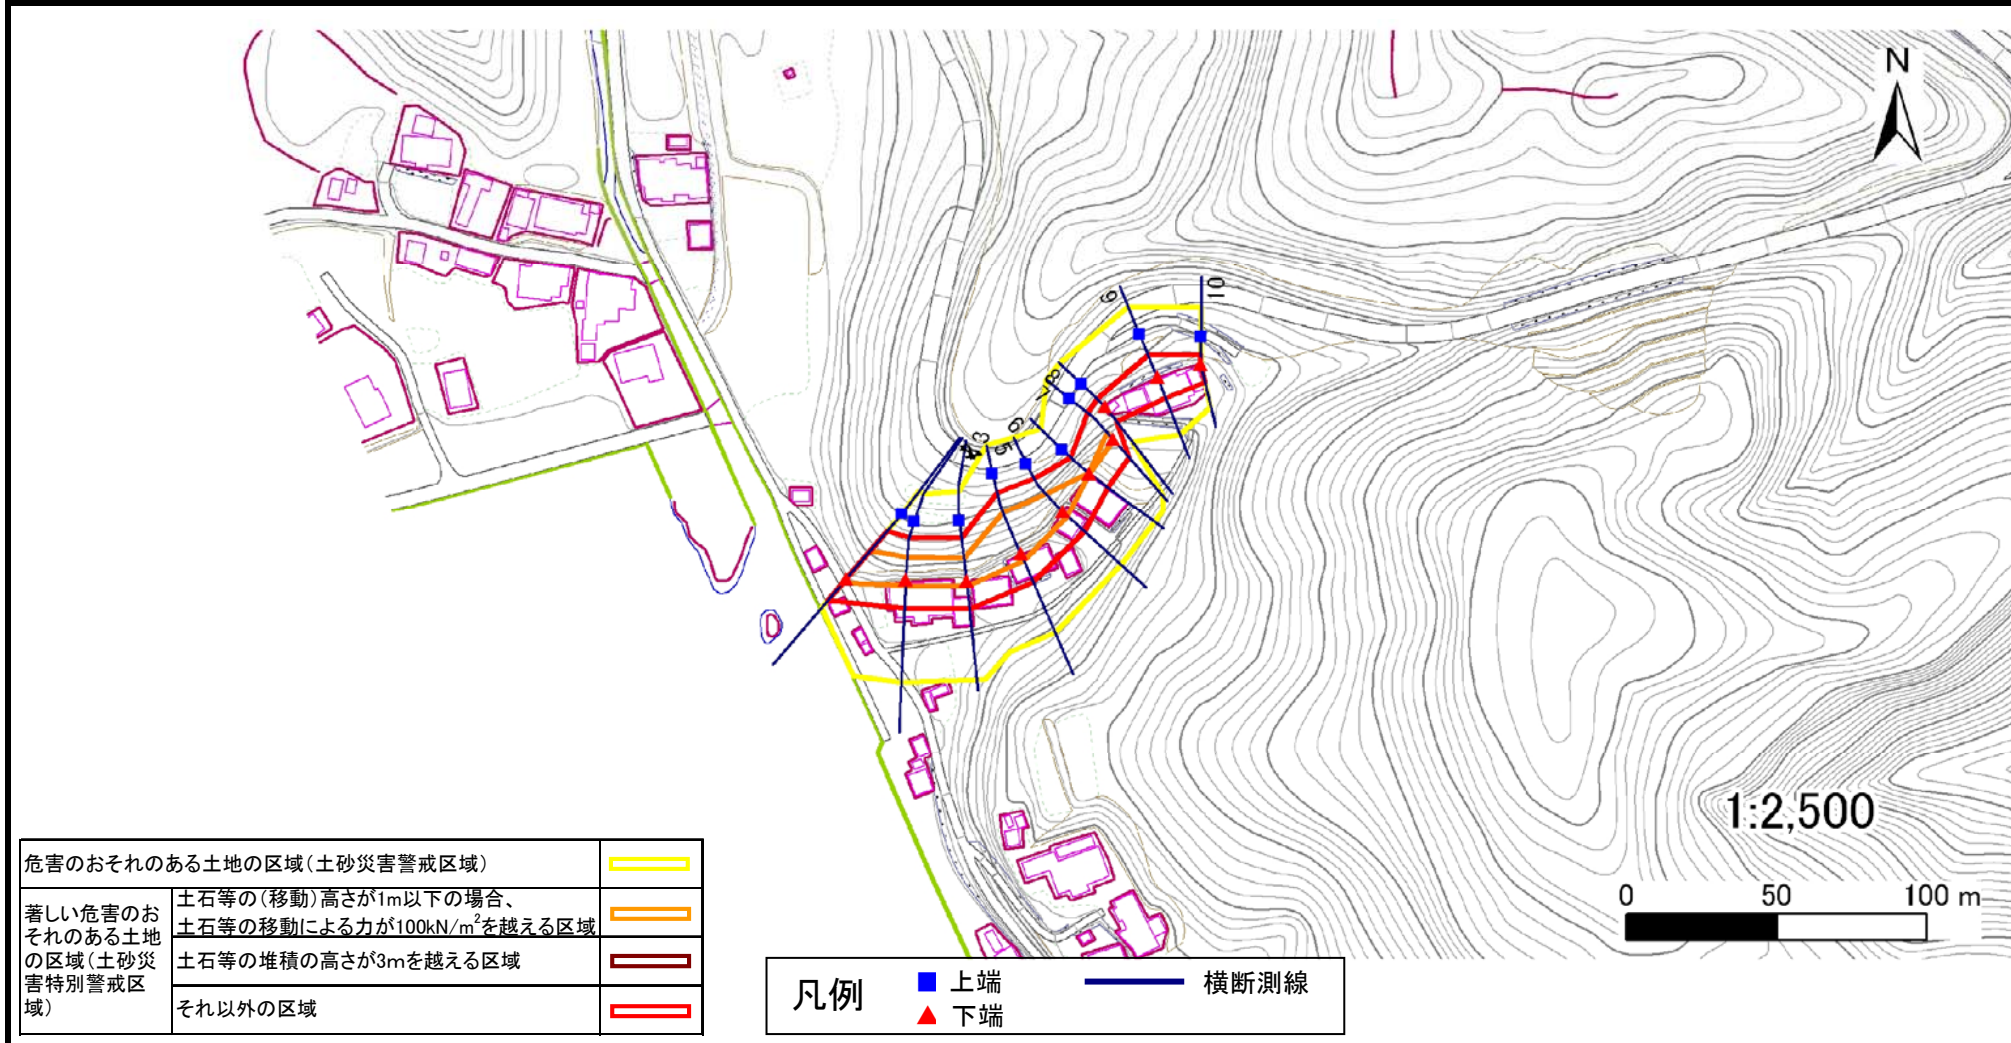 N
10
9
8
7
6
3
5
1:2,500
0 50 100 m
危害のおそれのある土地の区域(土砂災害警戒区域)
著しい危害のお
それのある土地
の区域(土砂災
害特別警戒区
域)
土石等の(移動)高さが1m以下の場合、
土石等の移動による力が100kN/m²を越える区域
土石等の堆積の高さが3mを越える区域
それ以外の区域
凡例
上端
下端
横断測線